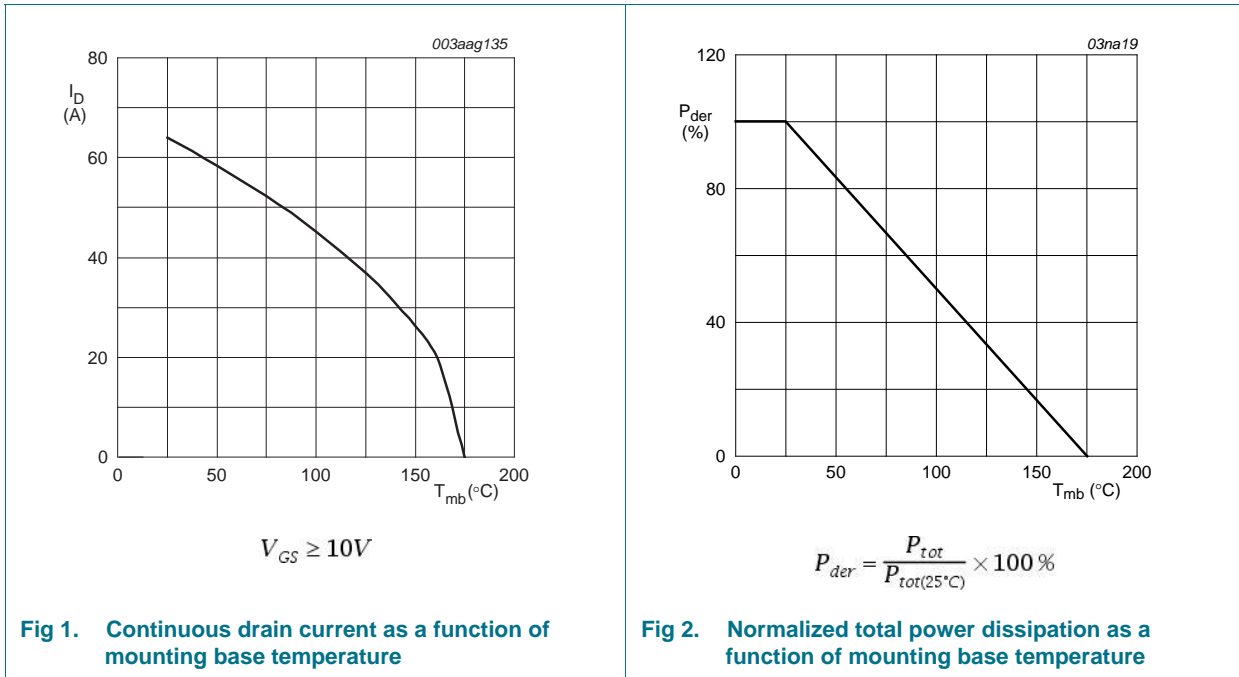 003aag135
80
I_D
(A)
60
40
20
0
0 50 100 150 200
T_mb (°C)
V_GS ≥ 10V
Fig 1. Continuous drain current as a function of
mounting base temperature
03na19
120
P_der
(%)
80
40
0
0 50 100 150 200
T_mb (°C)
P_der = P_tot / P_tot(25°C) × 100 %
Fig 2. Normalized total power dissipation as a
function of mounting base temperature